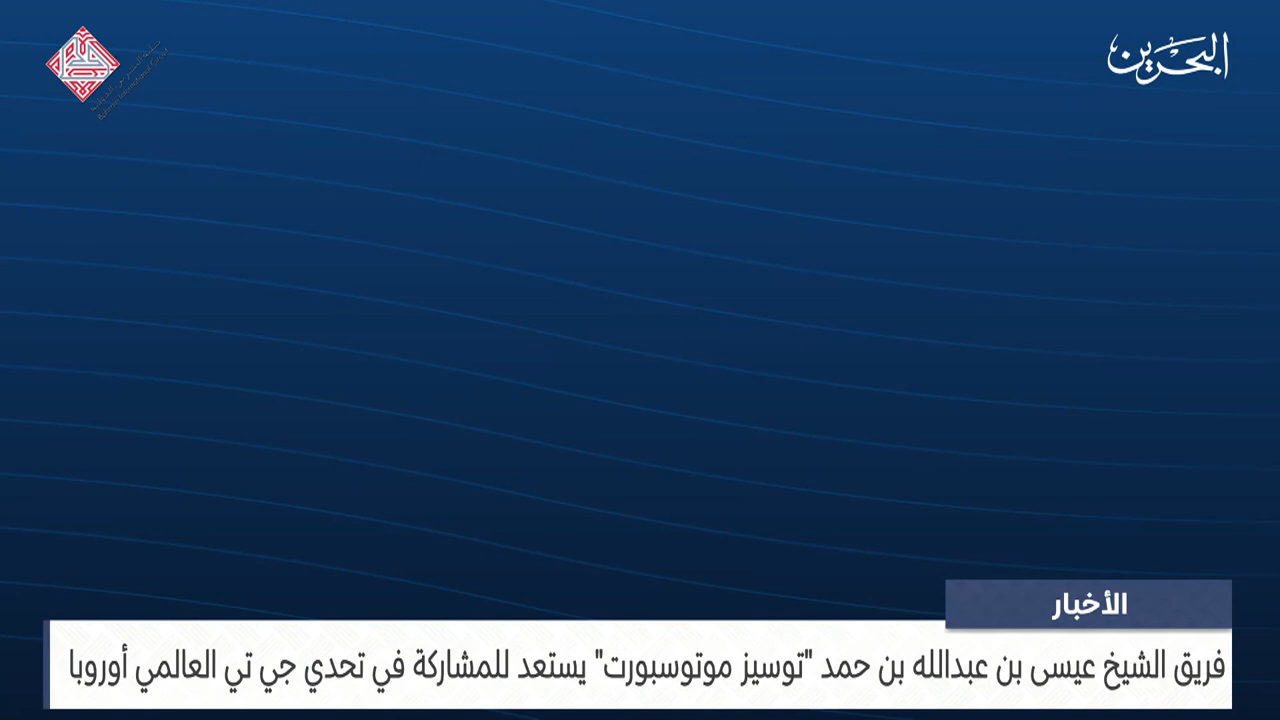 البحرين
الأخبار
فريق الشيخ عيسى بن عبدالله بن حمد "توسيز موتوسبورت" يستعد للمشاركة في تحدي جي تي العالمي أوروبا